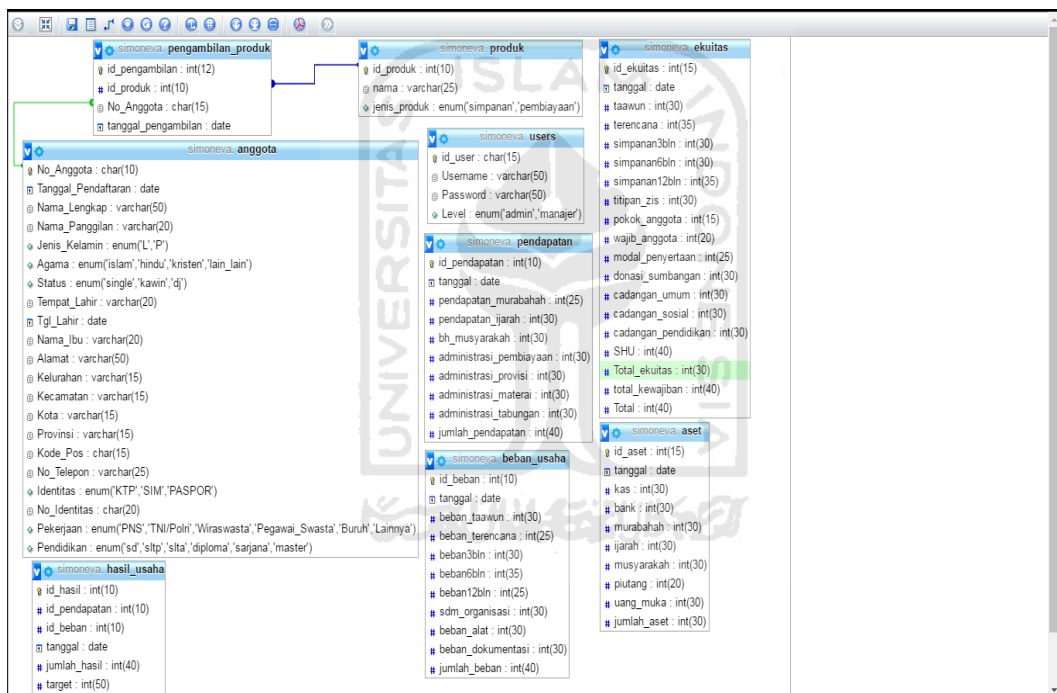 simoneva. pengambilan_produk
id_pengambilan : int(12)
id_produk : int(10)
No_Anggota : char(15)
tanggal_pengambilan : date
simoneva. produk
id_produk : int(10)
nama : varchar(25)
jenis_produk : enum('simpanan','pembiayaan')
simoneva. ekuitas
id_ekuitas : int(15)
tanggal : date
taawun : int(30)
terencana : int(35)
simpanan3bln : int(30)
simpanan6bln : int(30)
simpanan12bln : int(35)
titipan_zis : int(30)
pokok_anggota : int(15)
wajib_anggota : int(20)
modal_penyertaan : int(25)
donasi_sumbangan : int(30)
cadangan_umum : int(30)
cadangan_sosial : int(30)
cadangan_pendidikan : int(30)
SHU : int(40)
Total_ekuitas : int(30)
total_kewajiban : int(40)
Total : int(40)
simoneva. anggota
No_Anggota : char(10)
Tanggal_Pendaftaran : date
Nama_Lengkap : varchar(50)
Nama_Panggilan : varchar(20)
Jenis_Kelamin : enum('L','P')
Agama : enum('islam','hindu','kristen','lain_lain')
Status : enum('single','kawin','dj')
Tempat_Lahir : varchar(20)
Tgl_Lahir : date
Nama_Ibu : varchar(20)
Alamat : varchar(50)
Kelurahan : varchar(15)
Kecamatan : varchar(15)
Kota : varchar(15)
Provinsi : varchar(15)
Kode_Pos : char(15)
No_Telepon : varchar(25)
Identitas : enum('KTP','SIM','PASPOR')
No_Identitas : char(20)
Pekerjaan : enum('PNS','TNI/Polri','Wiraswasta','Pegawai_Swasta','Buruh','Lainnya')
Pendidikan : enum('sd','sltp','slta','diploma','sarjana','master')
simoneva. users
id_user : char(15)
Username : varchar(50)
Password : varchar(50)
Level : enum('admin','manajer')
simoneva. pendapatan
id_pendapatan : int(10)
tanggal : date
pendapatan_murabahah : int(25)
pendapatan_ijarah : int(30)
bh_musyarakah : int(30)
administrasi_pembiayaan : int(30)
administrasi_provisi : int(30)
administrasi_materai : int(30)
administrasi_tabungan : int(30)
jumlah_pendapatan : int(40)
simoneva. beban_usaha
id_beban : int(10)
tanggal : date
beban_taawun : int(30)
beban_terencana : int(25)
beban3bln : int(30)
beban6bln : int(35)
beban12bln : int(25)
sdm_organisasi : int(30)
beban_alat : int(30)
beban_dokumentasi : int(30)
jumlah_beban : int(40)
simoneva. aset
id_aset : int(15)
tanggal : date
kas : int(30)
bank : int(30)
murabahah : int(30)
ijarah : int(30)
musyarakah : int(30)
piutang : int(20)
uang_muka : int(30)
jumlah_aset : int(30)
simoneva. hasil_usaha
id_hasil : int(10)
id_pendapatan : int(10)
id_beban : int(10)
tanggal : date
jumlah_hasil : int(40)
target : int(50)
UNIVERSITAS
ISLAM
INDONESIA